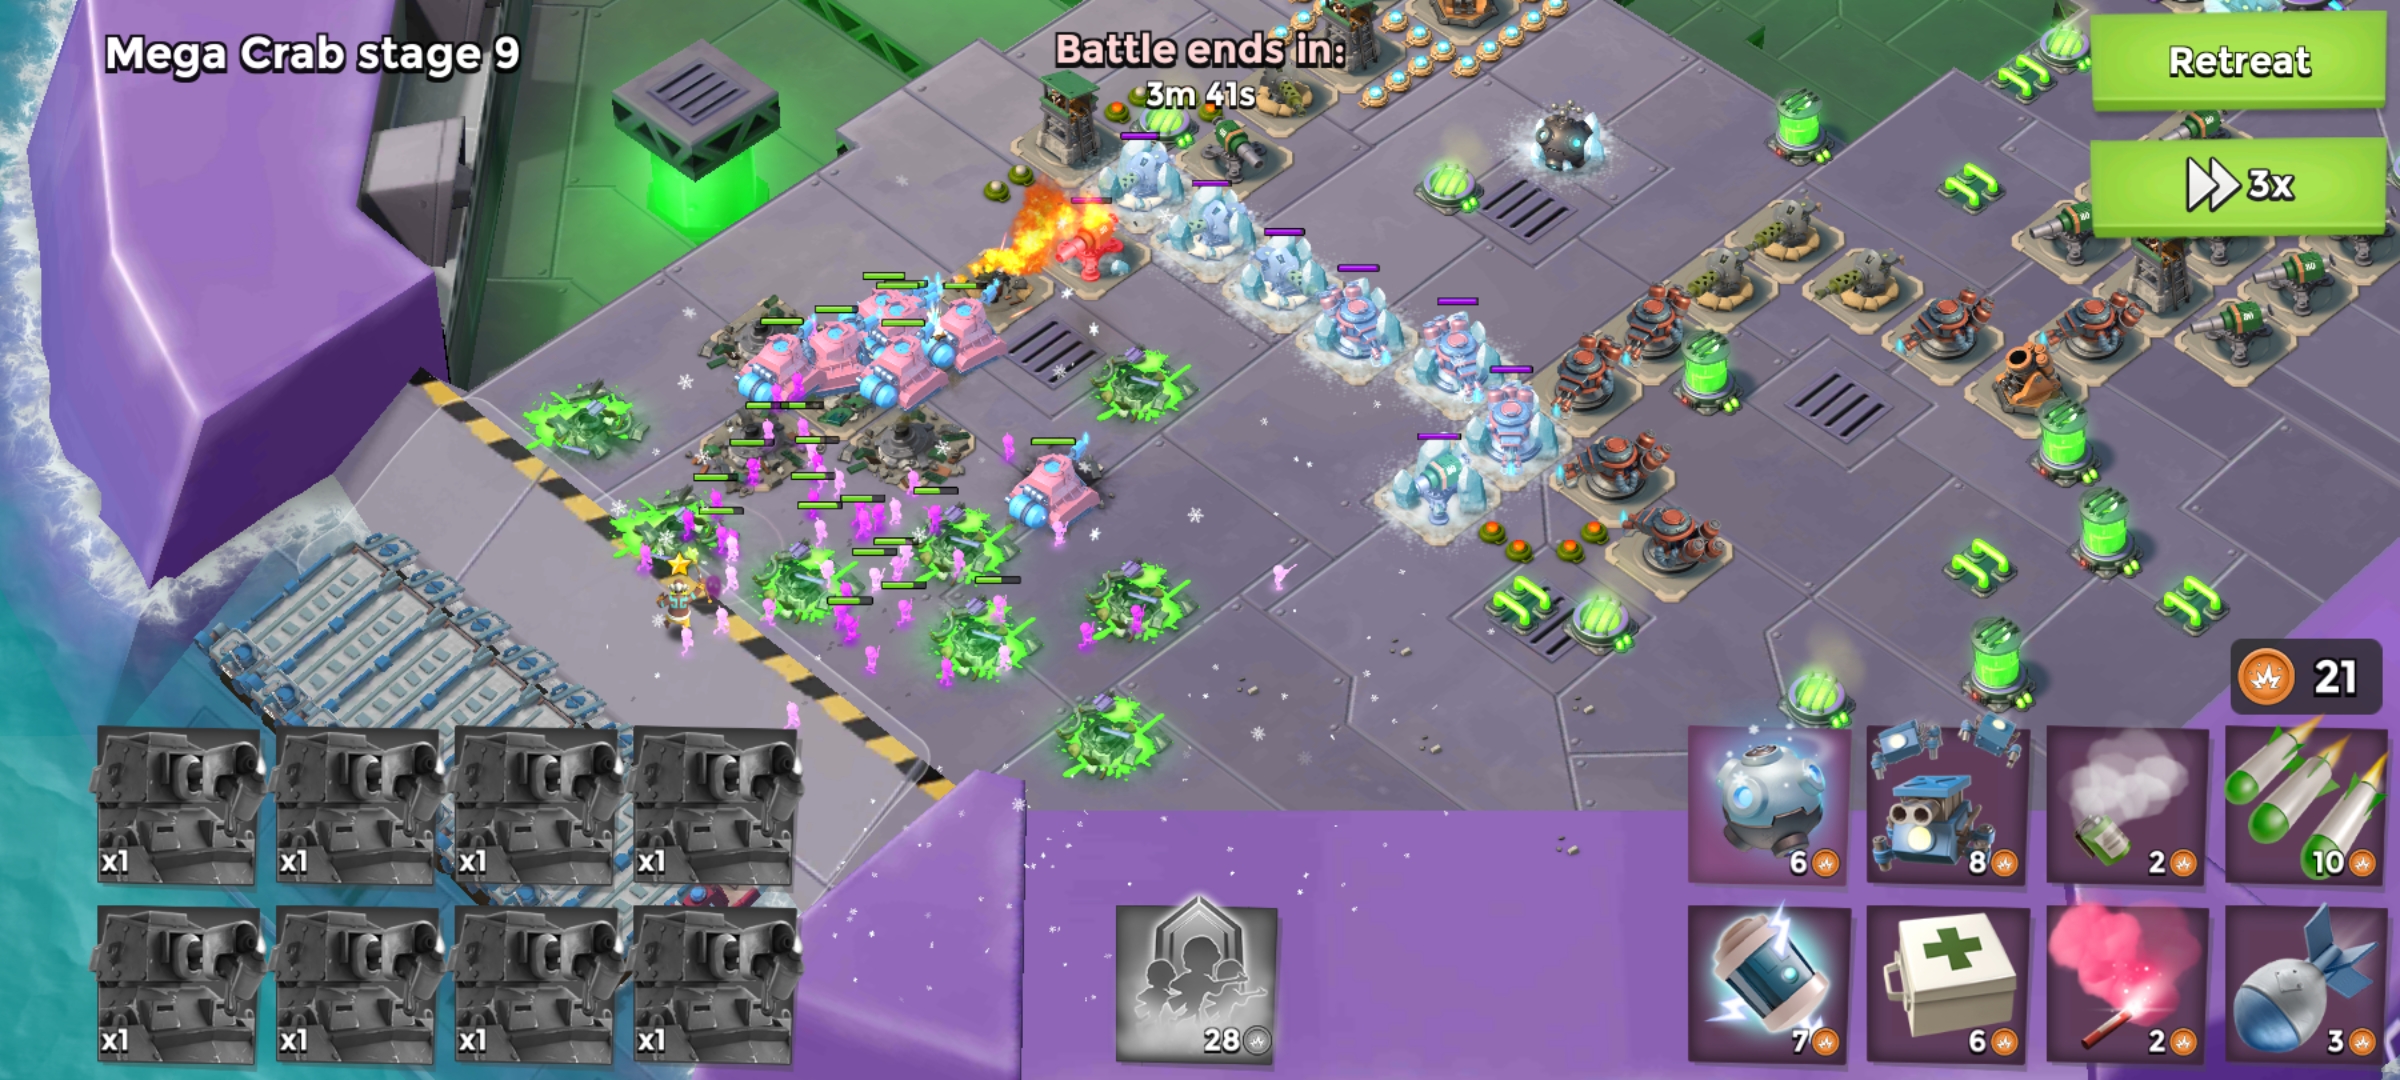 Mega Crab stage 9
Battle ends in:
3m 41s
Retreat
3x
21
x1
x1
x1
x1
6
8
2
10
x1
x1
x1
x1
28
7
6
2
3